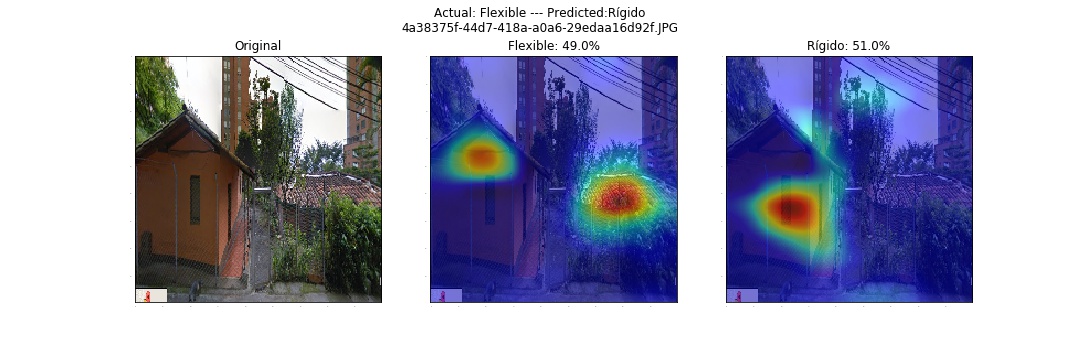 Actual: Flexible --- Predicted:Rígido
4a38375f-44d7-418a-a0a6-29edaa16d92f.JPG
Original
Flexible: 49.0%
Rígido: 51.0%